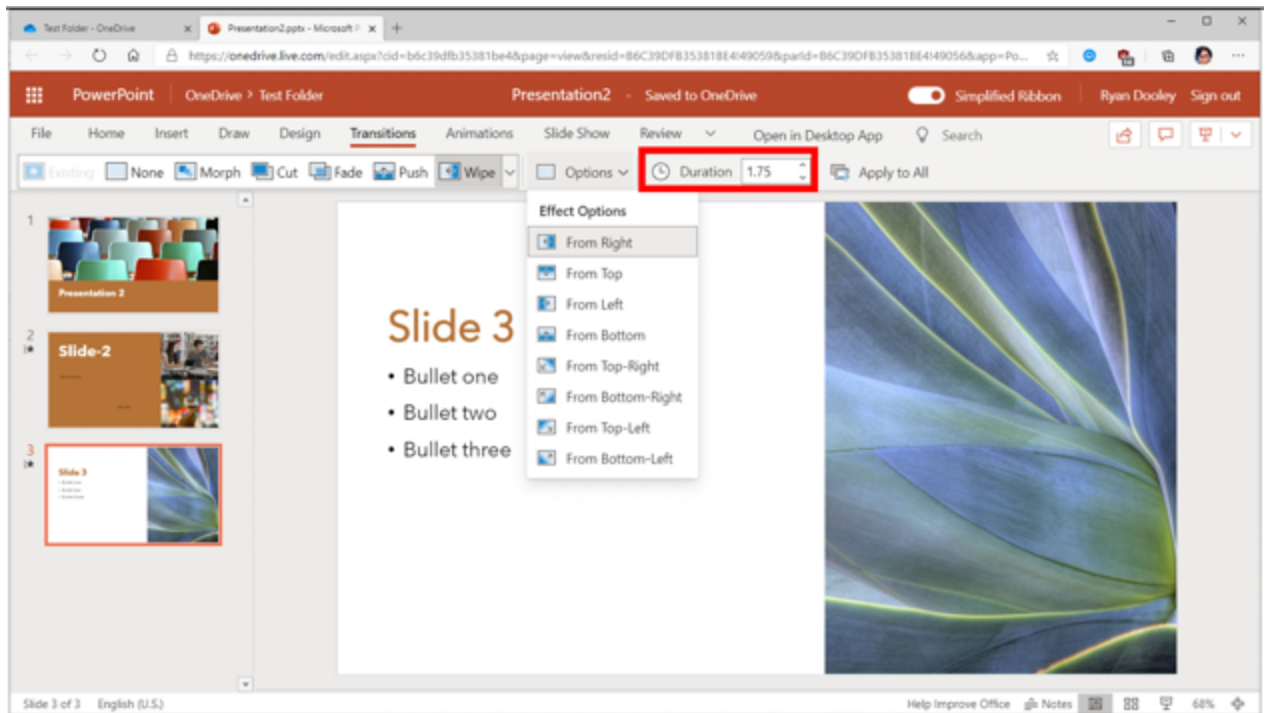 Test Folder - OneDrive
Presentation2.pptx - Microsoft P
https://onedrive.live.com/edit.aspx?cid=b6c39dfb35381be4&page=view&resid=B6C39DFB35381BE4!49059&parId=B6C39DFB35381BE4!49056&app=Po...
PowerPoint OneDrive > Test Folder Presentation2 - Saved to OneDrive Simplified Ribbon Ryan Dooley Sign out
File Home Insert Draw Design Transitions Animations Slide Show Review Open in Desktop App Search
Existing None Morph Cut Fade Push Wipe Options Duration 1.75 Apply to All
Effect Options
From Right
From Top
From Left
From Bottom
From Top-Right
From Bottom-Right
From Top-Left
From Bottom-Left
1
Presentation 2
2
Slide-2
3
Slide 3
Slide 3
• Bullet one
• Bullet two
• Bullet three
Slide 3 of 3 English (U.S.) Help Improve Office Notes 68%